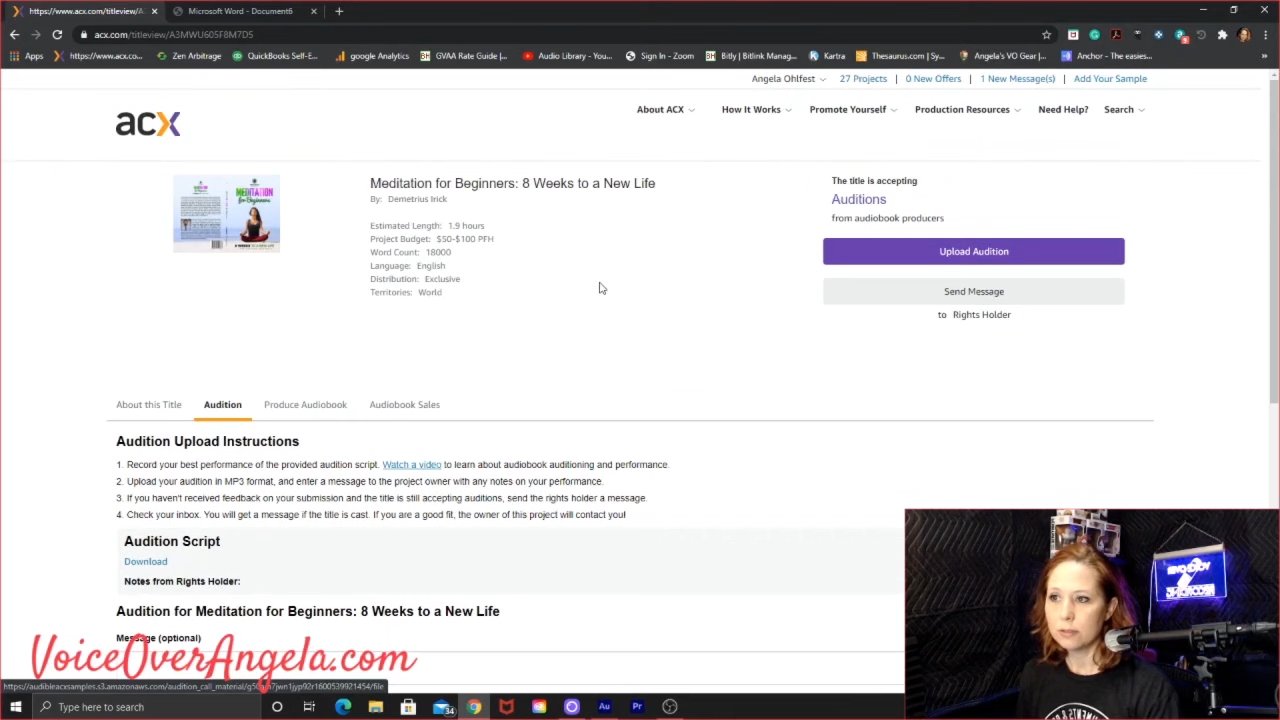 https://www.acx.com/titleview/A
Microsoft Word - Document6
acx.com/titleview/A3MWU605F8M7D5
Apps
https://www.acx.co...
Zen Arbitrage
QuickBooks Self-E...
google Analytics
GVAA Rate Guide |...
Audio Library - You...
Sign In - Zoom
Bitly | Bitlink Manag...
Kartra
Thesaurus.com | Sy...
Angela's VO Gear |...
Anchor - The easies...
Angela Ohlfest
27 Projects | 0 New Offers | 1 New Message(s) | Add Your Sample
acx
About ACX
How It Works
Promote Yourself
Production Resources
Need Help?
Search
MEDITATION
for Beginners
Meditation for Beginners: 8 Weeks to a New Life
By: Demetrius Irick
Estimated Length: 1.9 hours
Project Budget: $50-$100 PFH
Word Count: 18000
Language: English
Distribution: Exclusive
Territories: World
The title is accepting
Auditions
from audiobook producers
Upload Audition
Send Message
to Rights Holder
About this Title
Audition
Produce Audiobook
Audiobook Sales
Audition Upload Instructions
1. Record your best performance of the provided audition script. Watch a video to learn about audiobook auditioning and performance.
2. Upload your audition in MP3 format, and enter a message to the project owner with any notes on your performance.
3. If you haven't received feedback on your submission and the title is still accepting auditions, send the rights holder a message.
4. Check your inbox. You will get a message if the title is cast. If you are a good fit, the owner of this project will contact you!
Audition Script
Download
Notes from Rights Holder:
Audition for Meditation for Beginners: 8 Weeks to a New Life
Message (optional)
VoiceOverAngela.com
Type here to search
34
Au
Pr